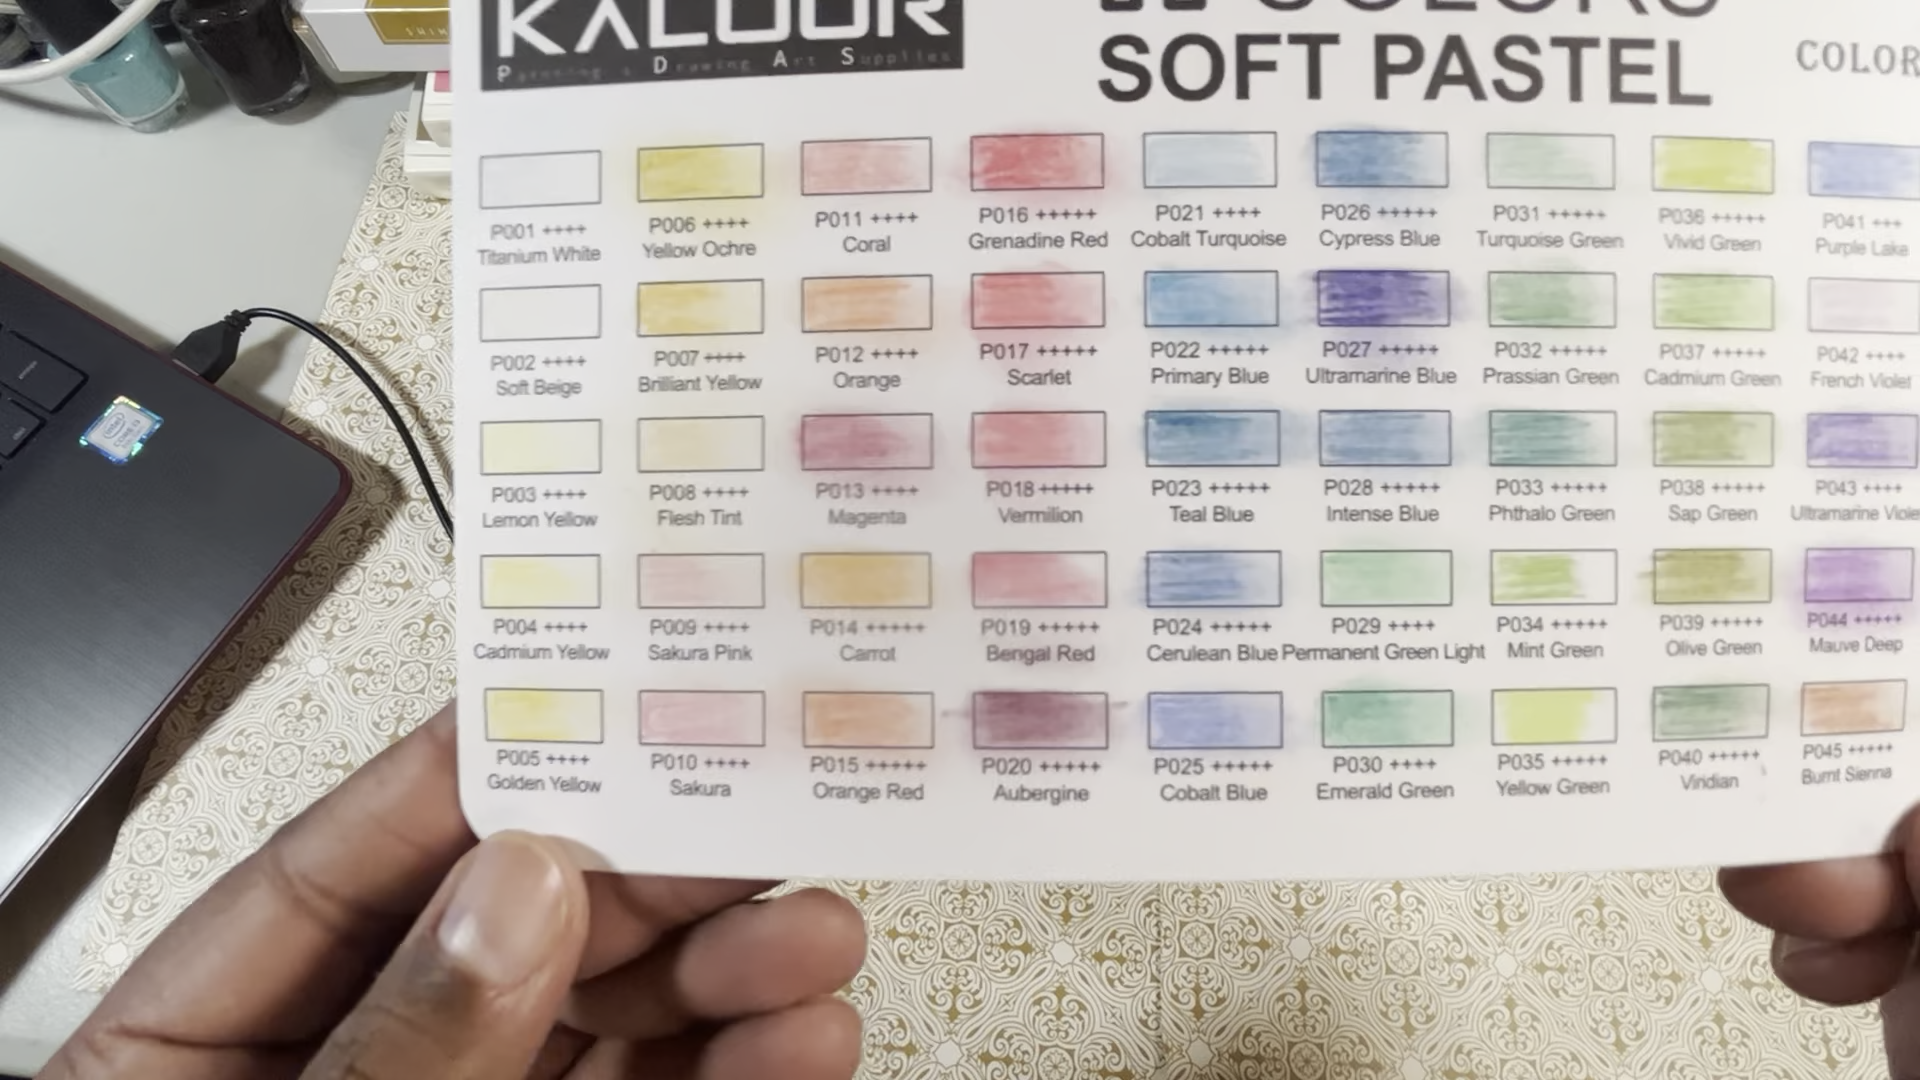 KALOUR
COLORS
Painting & Drawing Art Supplies
SOFT PASTEL
COLOR
P001 ++++ P006 ++++ P011 ++++ P016 +++++ P021 ++++ P026 +++++ P031 +++++ P036 +++++ P041 +++
Titanium White Yellow Ochre Coral Grenadine Red Cobalt Turquoise Cypress Blue Turquoise Green Vivid Green Purple Lake
P002 ++++ P007 ++++ P012 ++++ P017 +++++ P022 +++++ P027 +++++ P032 +++++ P037 +++++ P042 ++++
Soft Beige Brilliant Yellow Orange Scarlet Primary Blue Ultramarine Blue Prassian Green Cadmium Green French Violet
P003 ++++ P008 ++++ P013 ++++ P018 +++++ P023 +++++ P028 +++++ P033 +++++ P038 +++++ P043 ++++
Lemon Yellow Flesh Tint Magenta Vermilion Teal Blue Intense Blue Phthalo Green Sap Green Ultramarine Viole
P004 ++++ P009 ++++ P014 +++++ P019 +++++ P024 +++++ P029 ++++ P034 +++++ P039 +++++ P044 +++++
Cadmium Yellow Sakura Pink Carrot Bengal Red Cerulean Blue Permanent Green Light Mint Green Olive Green Mauve Deep
P005 ++++ P010 ++++ P015 +++++ P020 +++++ P025 +++++ P030 ++++ P035 +++++ P040 +++++ P045 +++++
Golden Yellow Sakura Orange Red Aubergine Cobalt Blue Emerald Green Yellow Green Viridian Burnt Sienna
intel
CORE i3